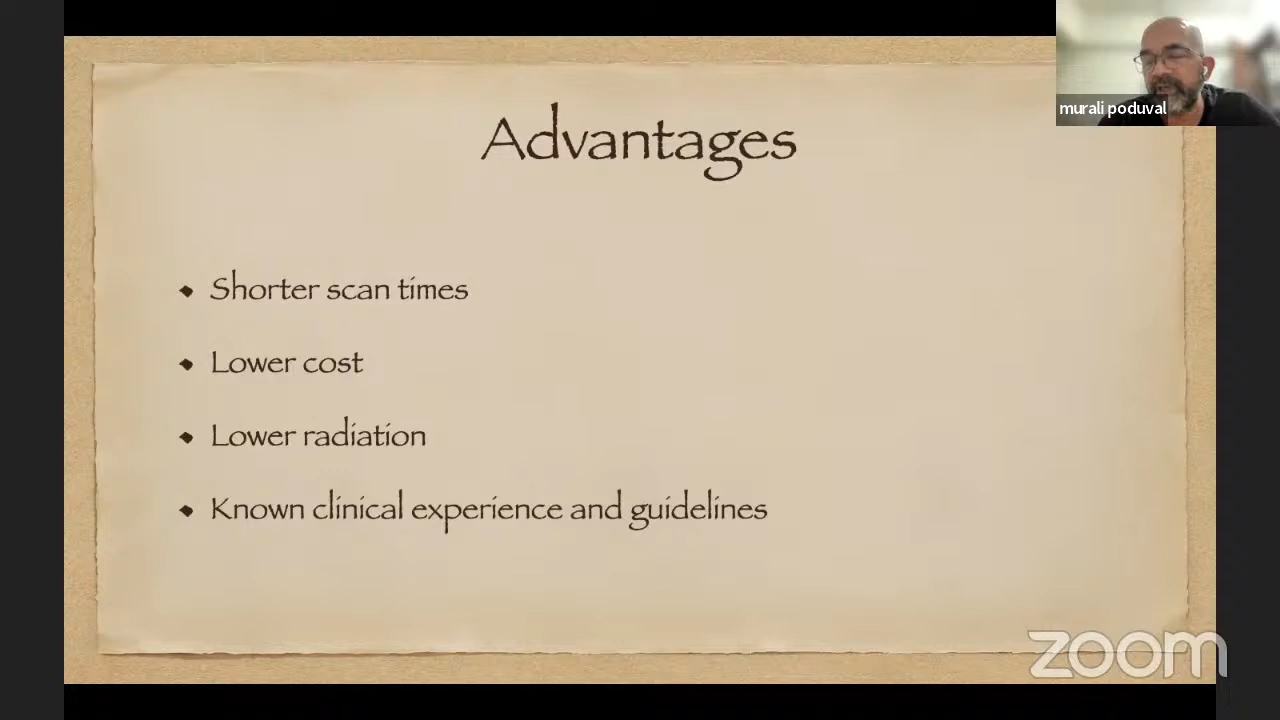 murali poduval
Advantages
Shorter scan times
Lower cost
Lower radiation
Known clinical experience and guidelines
zoom